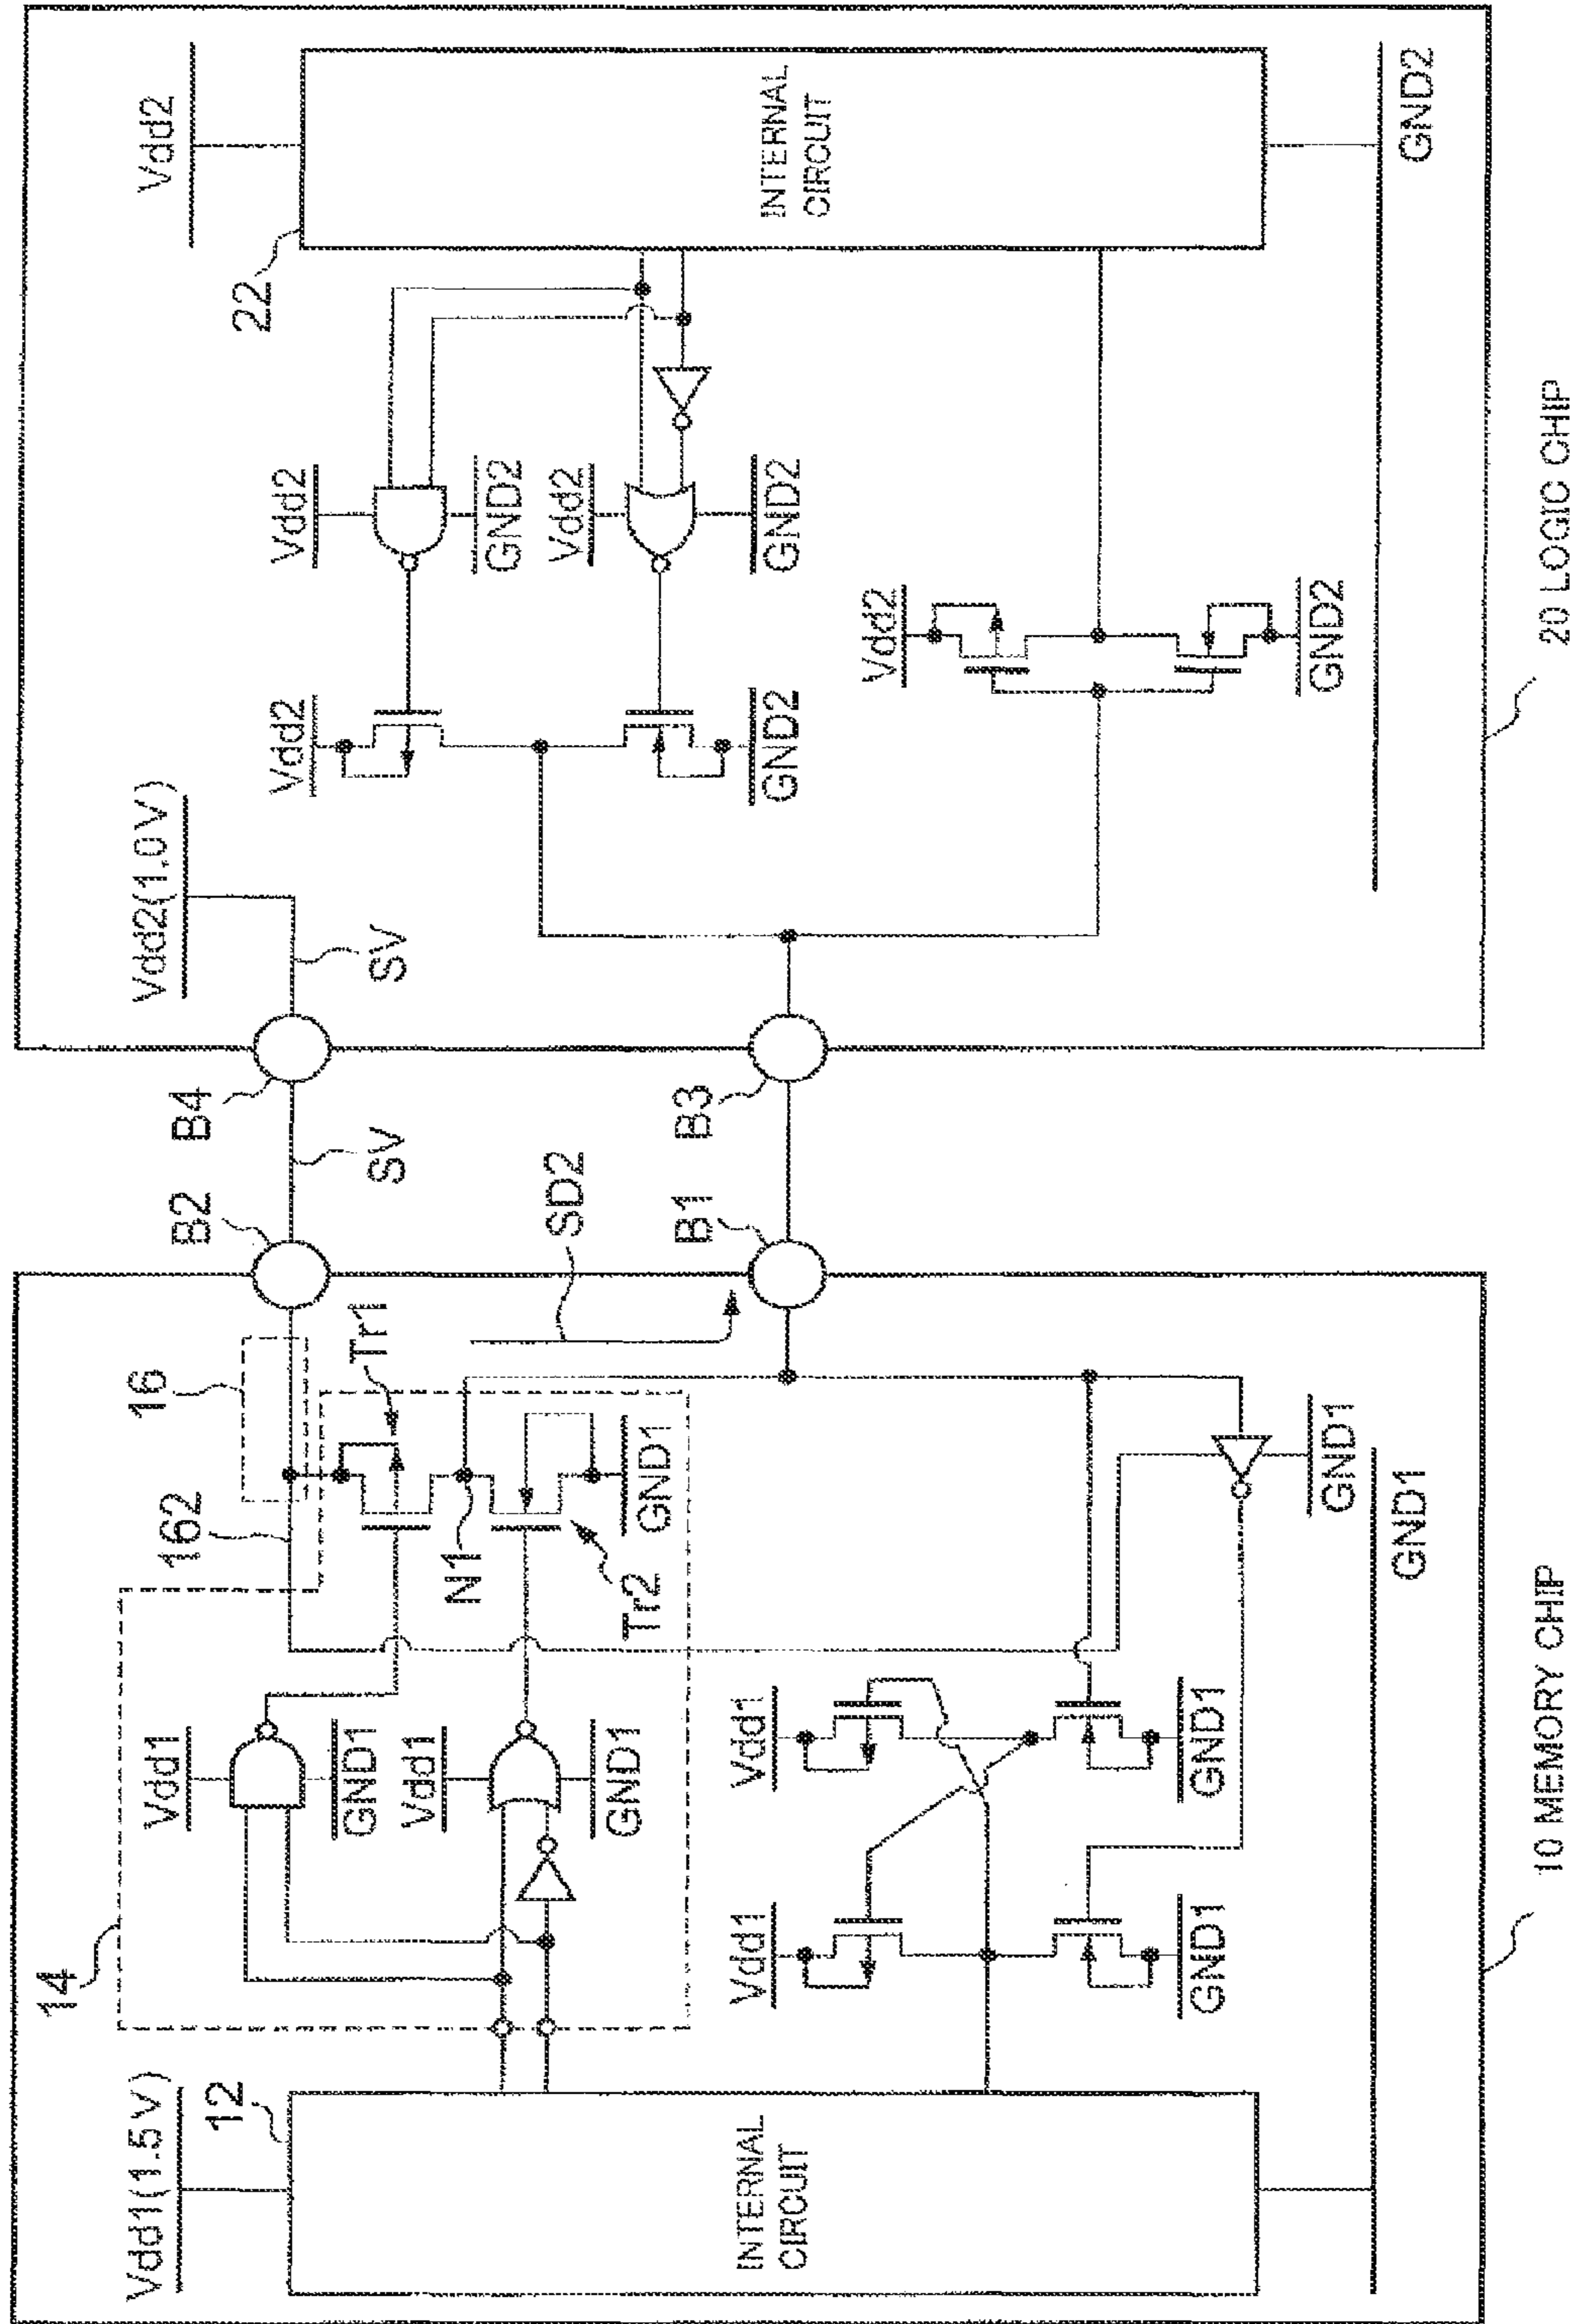 Vdd1(1.5V)
12
INTERNAL
CIRCUIT
14
Vdd1
GND1
Vdd1
GND1
162
16
Tr1
N1
Tr2
GND1
Vdd1
Vdd1
GND1
GND1
GND1
GND1
10 MEMORY CHIP
B2
SV
B4
SD2
B1
B3
Vdd2(1.0V)
SV
Vdd2
GND2
Vdd2
GND2
Vdd2
GND2
Vdd2
GND2
22
Vdd2
INTERNAL
CIRCUIT
GND2
20 LOGIC CHIP